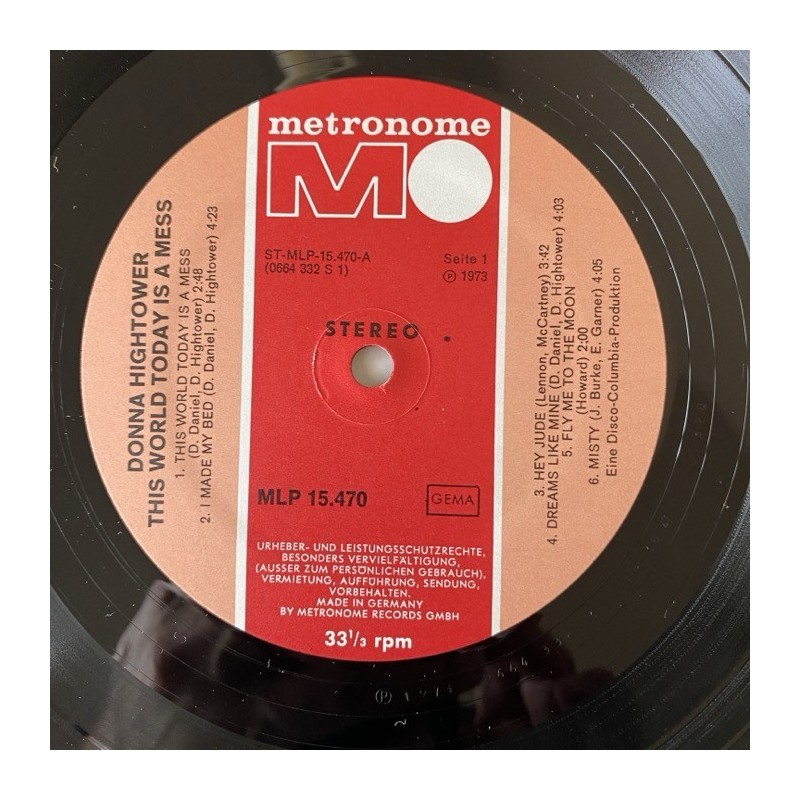 metronome
MO
ST-MLP-15.470-A
(0664 332 S 1)
Seite 1
Ⓟ 1973
STEREO
MLP 15.470
GEMA
URHEBER- UND LEISTUNGSSCHUTZRECHTE,
BESONDERS VERVIELFÄLTIGUNG,
(AUSSER ZUM PERSÖNLICHEN GEBRAUCH),
VERMIETUNG, AUFFÜHRUNG, SENDUNG,
VORBEHALTEN.
MADE IN GERMANY
BY METRONOME RECORDS GMBH
33 1/3 rpm
DONNA HIGHTOWER
THIS WORLD TODAY IS A MESS
1. THIS WORLD TODAY IS A MESS
(D. Daniel, D. Hightower) 2:48
2. I MADE MY BED (D. Daniel, D. Hightower) 4:23
3. HEY JUDE (Lennon, McCartney) 3:42
4. DREAMS LIKE MINE (D. Daniel, D. Hightower) 4:03
5. FLY ME TO THE MOON
(Howard) 2:00
6. MISTY (J. Burke, E. Garner) 4:05
Eine Disco-Columbia-Produktion